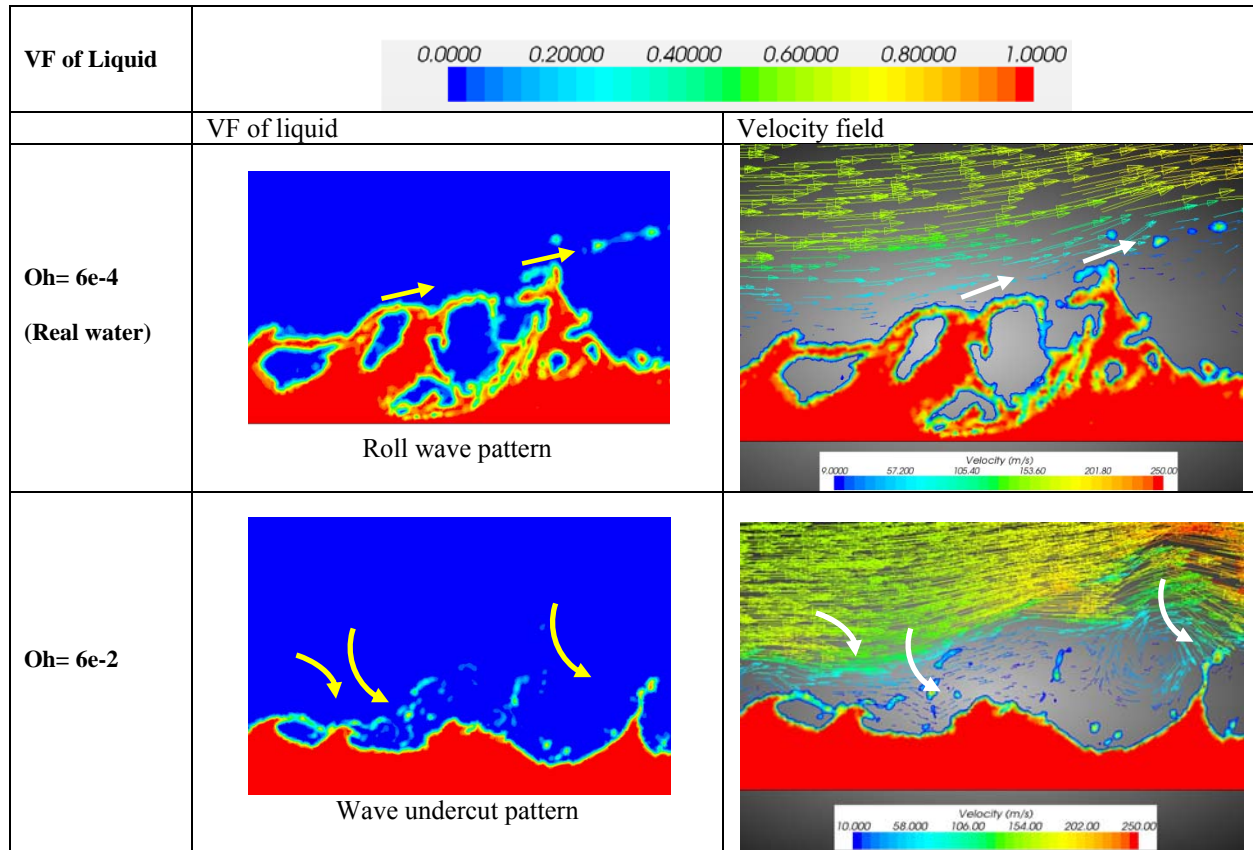 VF of Liquid
0.0000 0.20000 0.40000 0.60000 0.80000 1.0000
VF of liquid
Velocity field
Oh= 6e-4
(Real water)
Roll wave pattern
Velocity (m/s)
9.0000 57.200 105.40 153.60 201.80 250.00
Oh= 6e-2
Wave undercut pattern
Velocity (m/s)
10.000 58.000 106.00 154.00 202.00 250.00